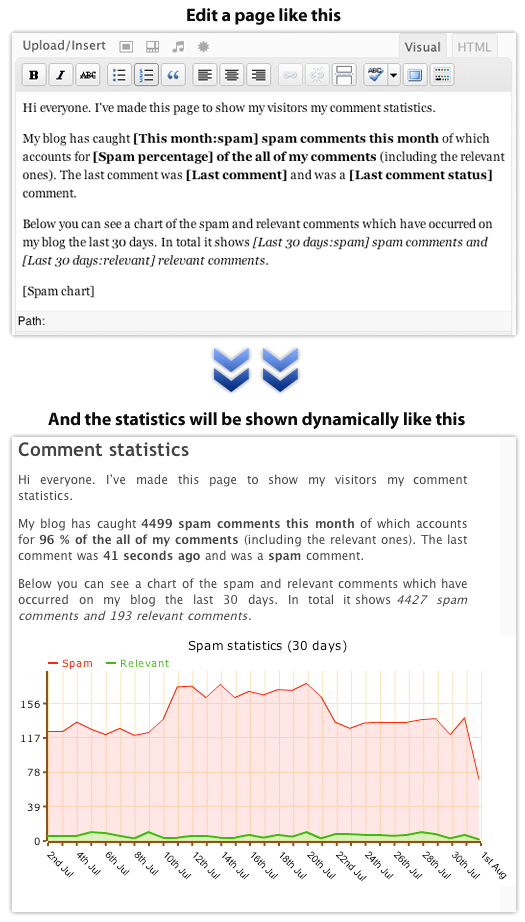 Edit a page like this
Upload/Insert
Visual
HTML
B I ABC ABC
Hi everyone. I've made this page to show my visitors my comment statistics.
My blog has caught [This month:spam] spam comments this month of which
accounts for [Spam percentage] of the all of my comments (including the relevant
ones). The last comment was [Last comment] and was a [Last comment status]
comment.
Below you can see a chart of the spam and relevant comments which have occurred on
my blog the last 30 days. In total it shows [Last 30 days:spam] spam comments and
[Last 30 days:relevant] relevant comments.
[Spam chart]
Path:
And the statistics will be shown dynamically like this
Comment statistics
Hi everyone. I've made this page to show my visitors my comment
statistics.
My blog has caught 4499 spam comments this month of which accounts
for 96 % of the all of my comments (including the relevant ones). The last
comment was 41 seconds ago and was a spam comment.
Below you can see a chart of the spam and relevant comments which have
occurred on my blog the last 30 days. In total it shows 4427 spam
comments and 193 relevant comments.
Spam statistics (30 days)
Spam
Relevant
156
117
78
39
0
2nd Jul
4th Jul
6th Jul
8th Jul
10th Jul
12th Jul
14th Jul
16th Jul
18th Jul
20th Jul
22nd Jul
24th Jul
26th Jul
28th Jul
30th Jul
1st Aug